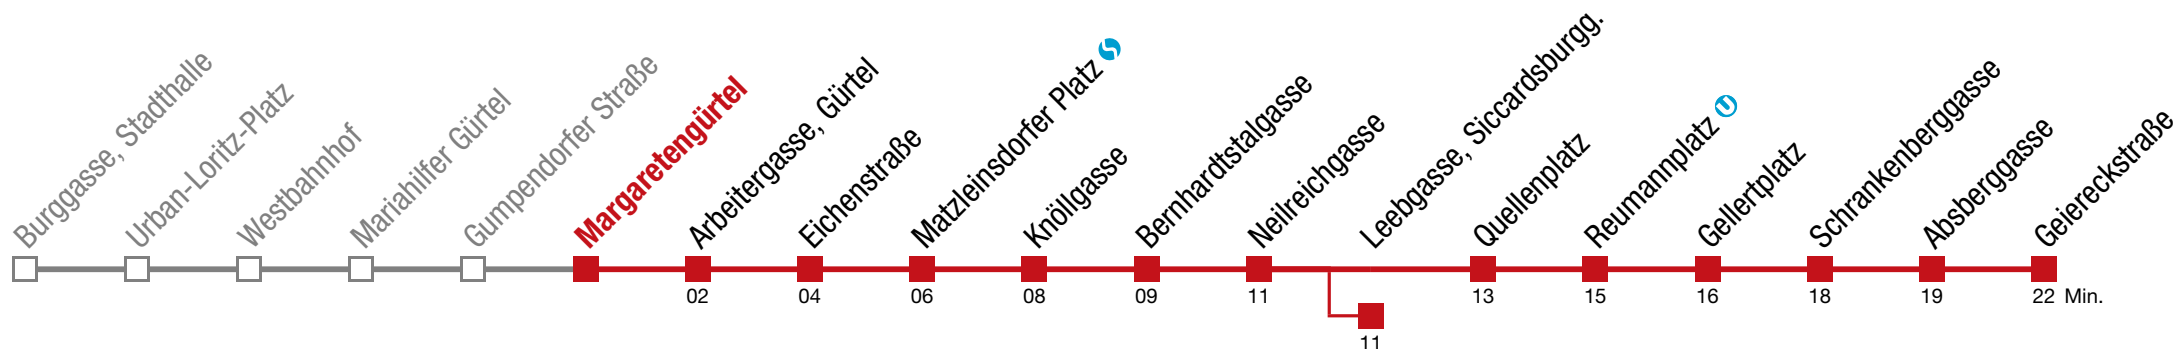 Burggasse, Stadthalle
Urban-Loritz-Platz
Westbahnhof
Mariahilfer Gürtel
Gumpendorfer Straße
Margaretengürtel
Arbeitergasse, Gürtel
Eichenstraße
Matzleinsdorfer Platz S
Knöllgasse
Bernhardtstalgasse
Neilreichgasse
Leebgasse, Siccardsburgg.
Quellenplatz
Reumannplatz U
Gellertplatz
Schrankenberggasse
Absberggasse
Geiereckstraße
02 04 06 08 09 11 13 15 16 18 19 22 Min.
11